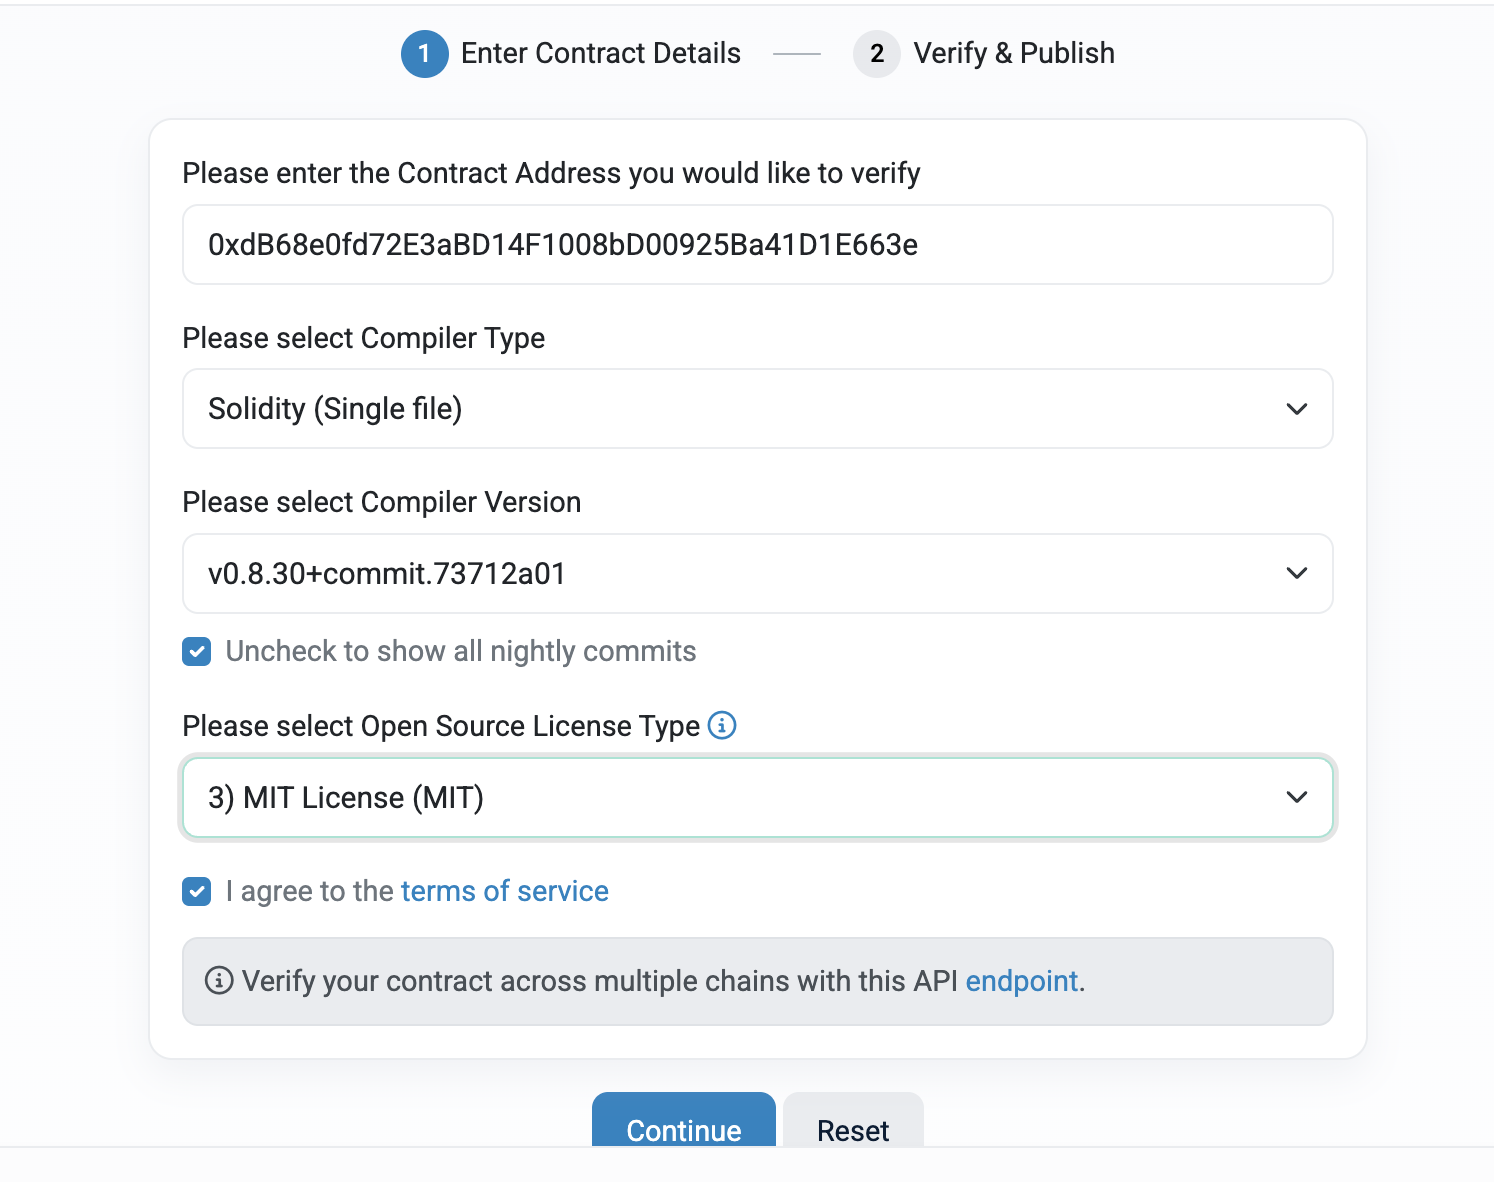 1 Enter Contract Details 2 Verify & Publish
Please enter the Contract Address you would like to verify
0xdB68e0fd72E3aBD14F1008bD00925Ba41D1E663e
Please select Compiler Type
Solidity (Single file)
Please select Compiler Version
v0.8.30+commit.73712a01
Uncheck to show all nightly commits
Please select Open Source License Type
3) MIT License (MIT)
I agree to the terms of service
Verify your contract across multiple chains with this API endpoint.
Continue Reset